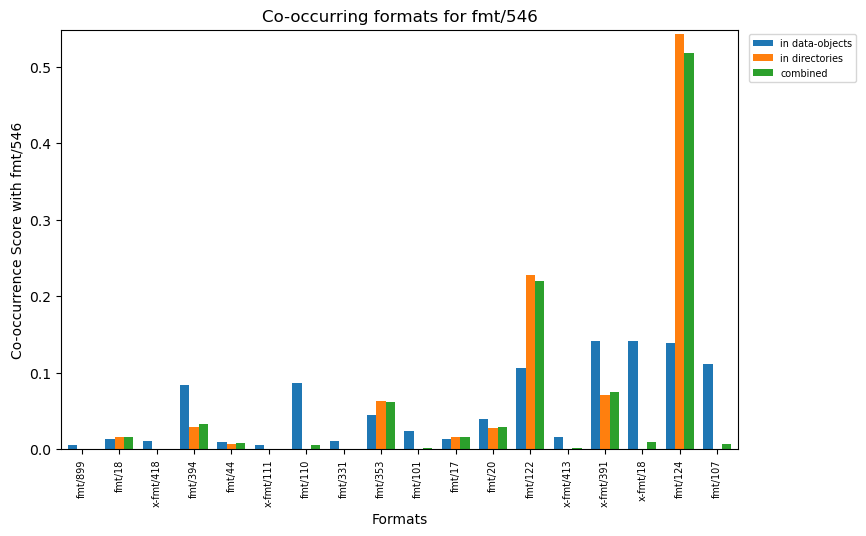 Co-occurring formats for fmt/546
in data-objects
in directories
combined
Co-occurrence Score with fmt/546
0.5
0.4
0.3
0.2
0.1
0.0
fmt/899
fmt/18
x-fmt/418
fmt/394
fmt/44
x-fmt/111
fmt/110
fmt/331
fmt/353
fmt/101
fmt/17
fmt/20
fmt/122
x-fmt/413
x-fmt/391
x-fmt/18
fmt/124
fmt/107
Formats